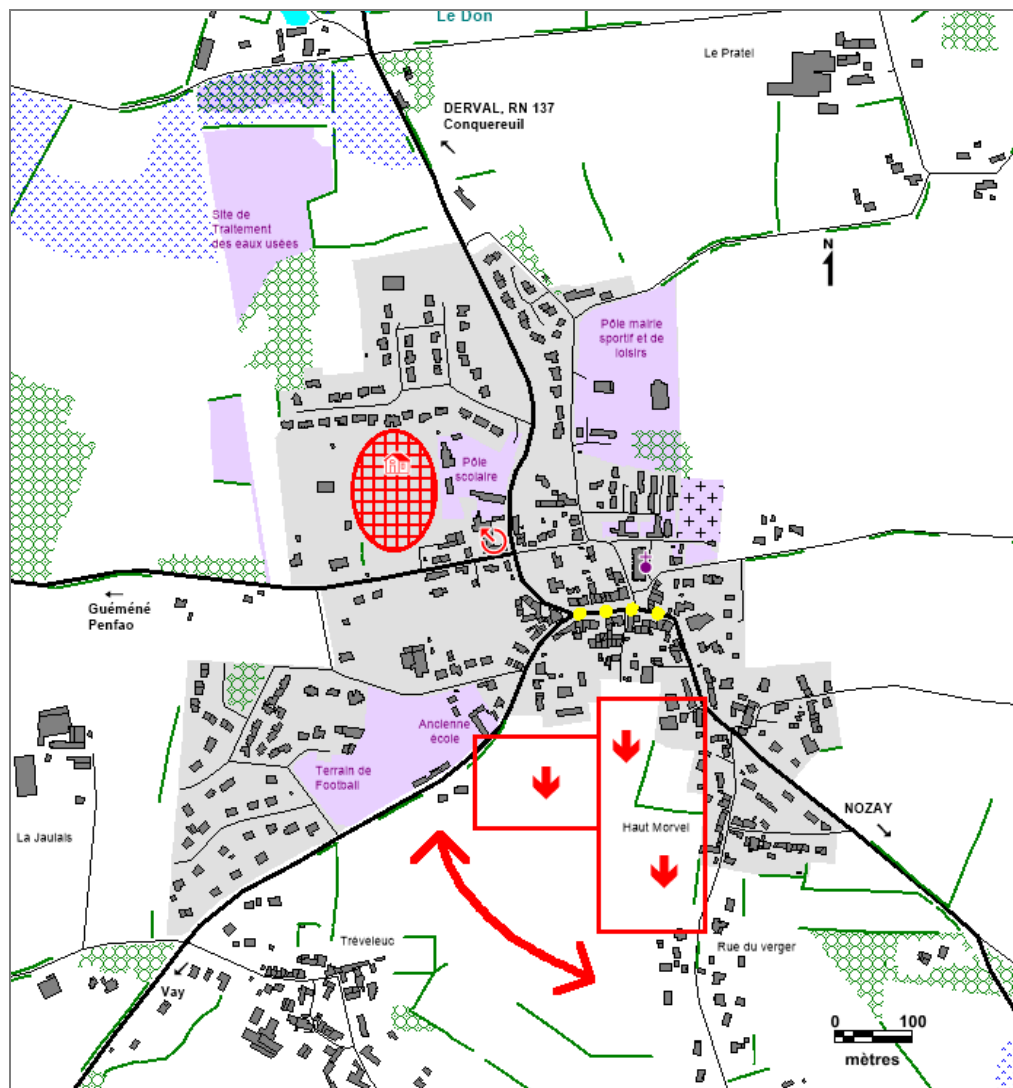 Le Don
Le Pratel
DERVAL, RN 137
Conquereuil
Site de
Traitement
des eaux usées
N
Pôle mairie
sportif et de
loisirs
Pôle
scolaire
Guéméné
Penfao
Ancienne
école
Terrain de
Football
La Jaulais
Haut Morvel
NOZAY
Tréveleuc
Rue du verger
Vay
0 100
mètres